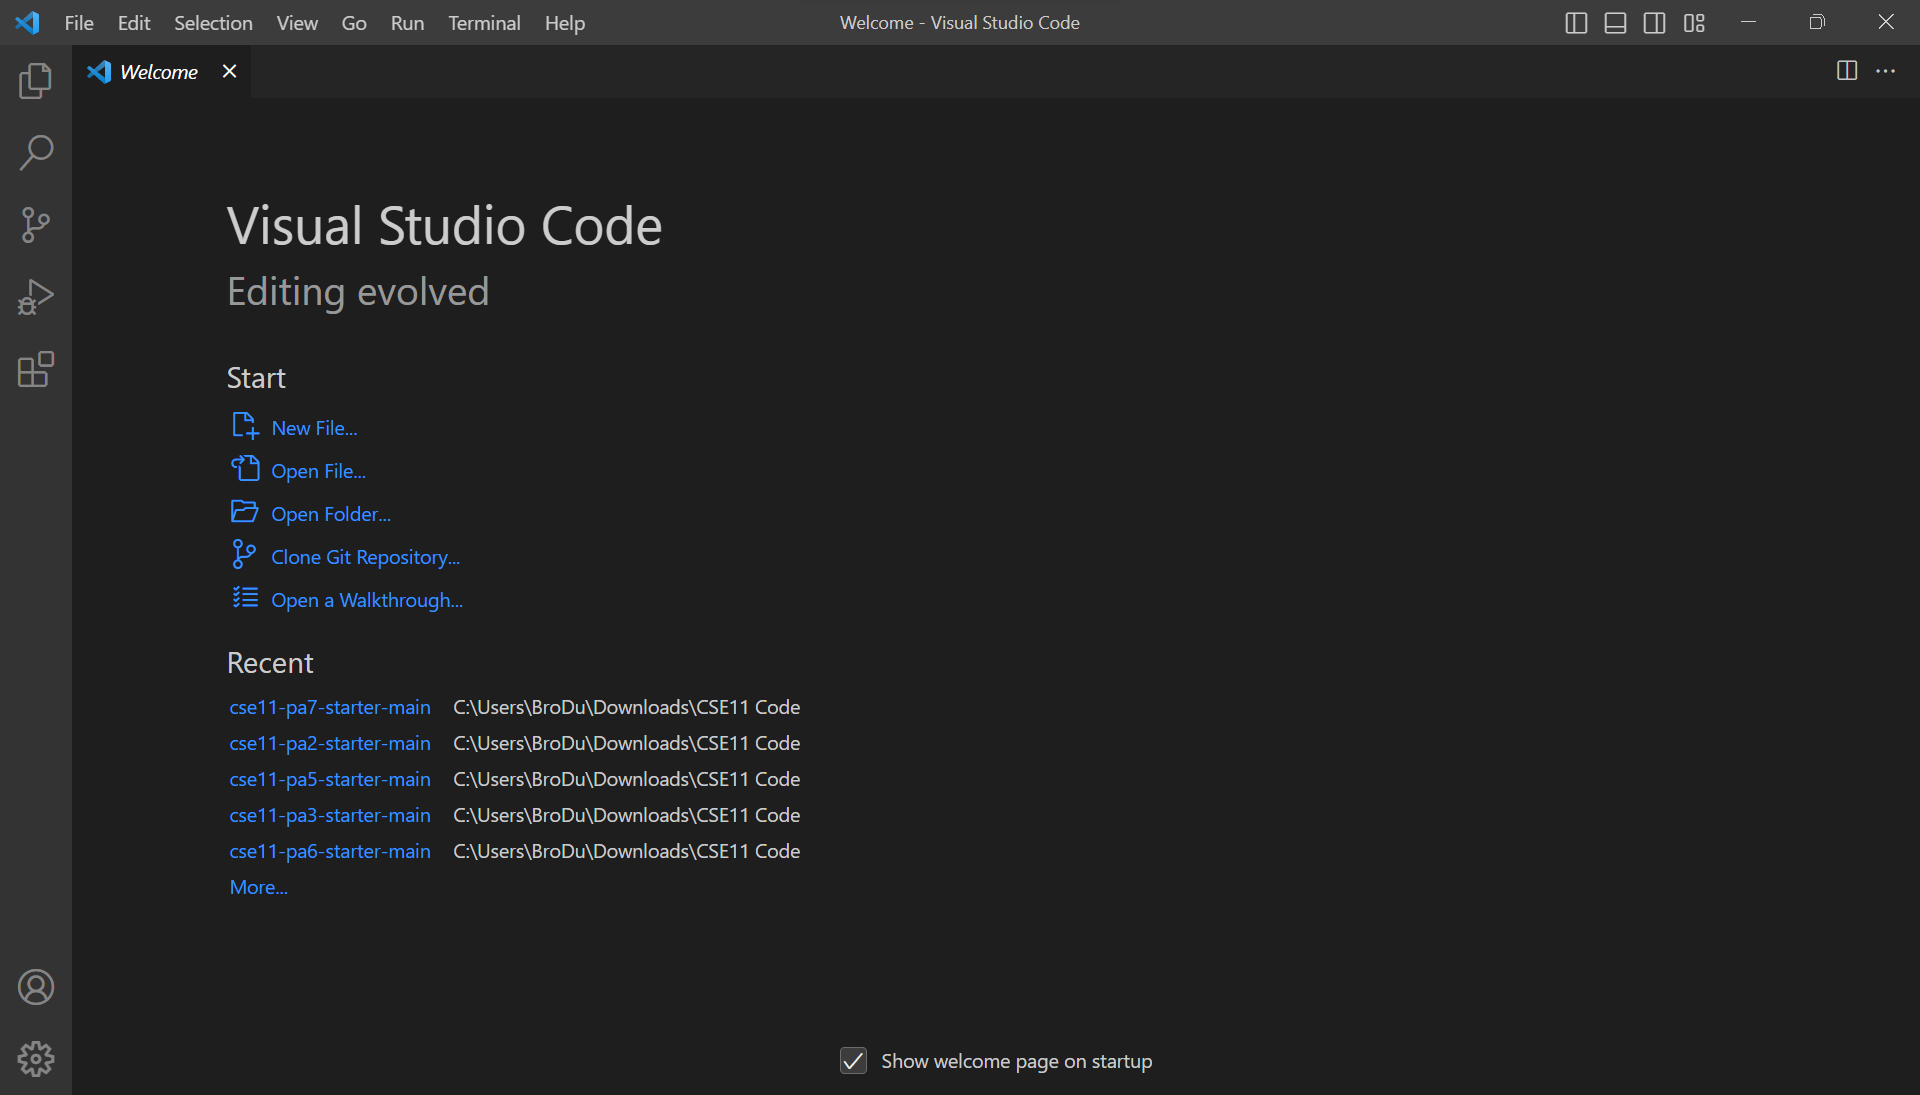 File Edit Selection View Go Run Terminal Help Welcome - Visual Studio Code
Welcome
Visual Studio Code
Editing evolved
Start
New File...
Open File...
Open Folder...
Clone Git Repository...
Open a Walkthrough...
Recent
cse11-pa7-starter-main C:\Users\BroDu\Downloads\CSE11 Code
cse11-pa2-starter-main C:\Users\BroDu\Downloads\CSE11 Code
cse11-pa5-starter-main C:\Users\BroDu\Downloads\CSE11 Code
cse11-pa3-starter-main C:\Users\BroDu\Downloads\CSE11 Code
cse11-pa6-starter-main C:\Users\BroDu\Downloads\CSE11 Code
More...
Show welcome page on startup